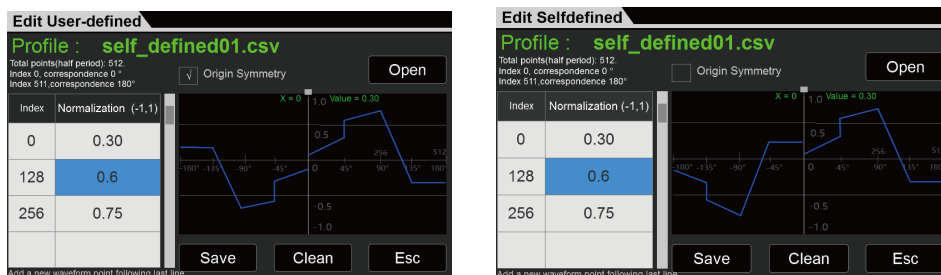 Edit User-defined
Profile : self_defined01.csv
Total points(half period): 512.
Index 0, correspondence 0 °
Index 511,correspondence 180°
√ Origin Symmetry
Open
Index Normalization (-1,1)
0 0.30
128 0.6
256 0.75
X = 0 1.0 Value = 0.30
0.5
256 512
-180° -135° -90° -45° 0 45° 90° 135° 180°
-0.5
-1.0
Save Clean Esc
Add a new waveform point following last line
Edit Selfdefined
Profile : self_defined01.csv
Total points(half period): 512.
Index 0, correspondence 0 °
Index 511,correspondence 180°
Origin Symmetry
Open
Index Normalization (-1,1)
0 0.30
128 0.6
256 0.75
X = 0 1.0 Value = 0.30
0.5
256 51
-180° -135° -90° -45° 0 45° 90° 135° 180
-0.5
-1.0
Save Clean Esc
Add a new waveform point following last line